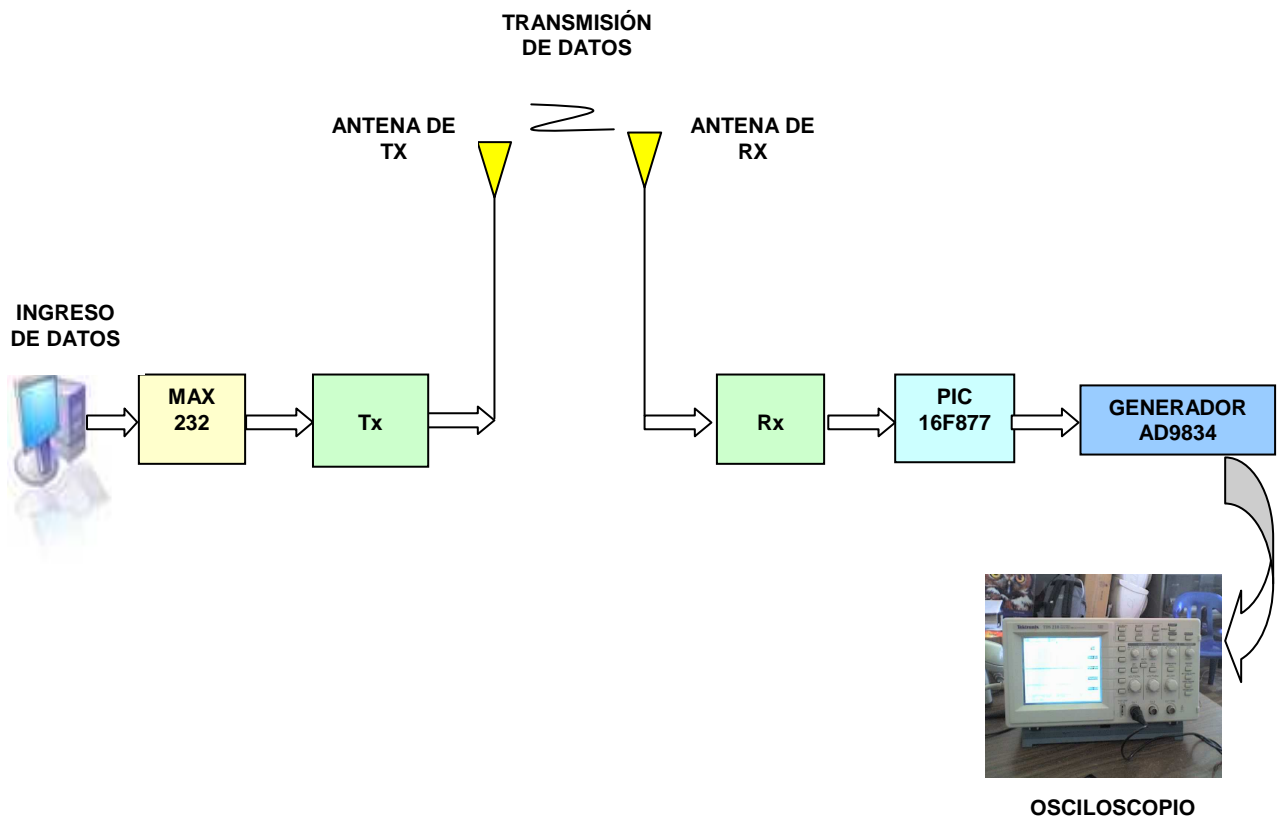 TRANSMISIÓN
DE DATOS
ANTENA DE
TX
ANTENA DE
RX
INGRESO
DE DATOS
MAX
232
Tx
Rx
PIC
16F877
GENERADOR
AD9834
Tektronix
OSCILOSCOPIO